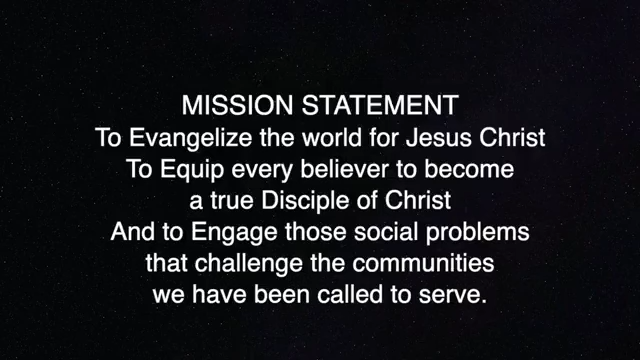 MISSION STATEMENT
To Evangelize the world for Jesus Christ
To Equip every believer to become
a true Disciple of Christ
And to Engage those social problems
that challenge the communities
we have been called to serve.